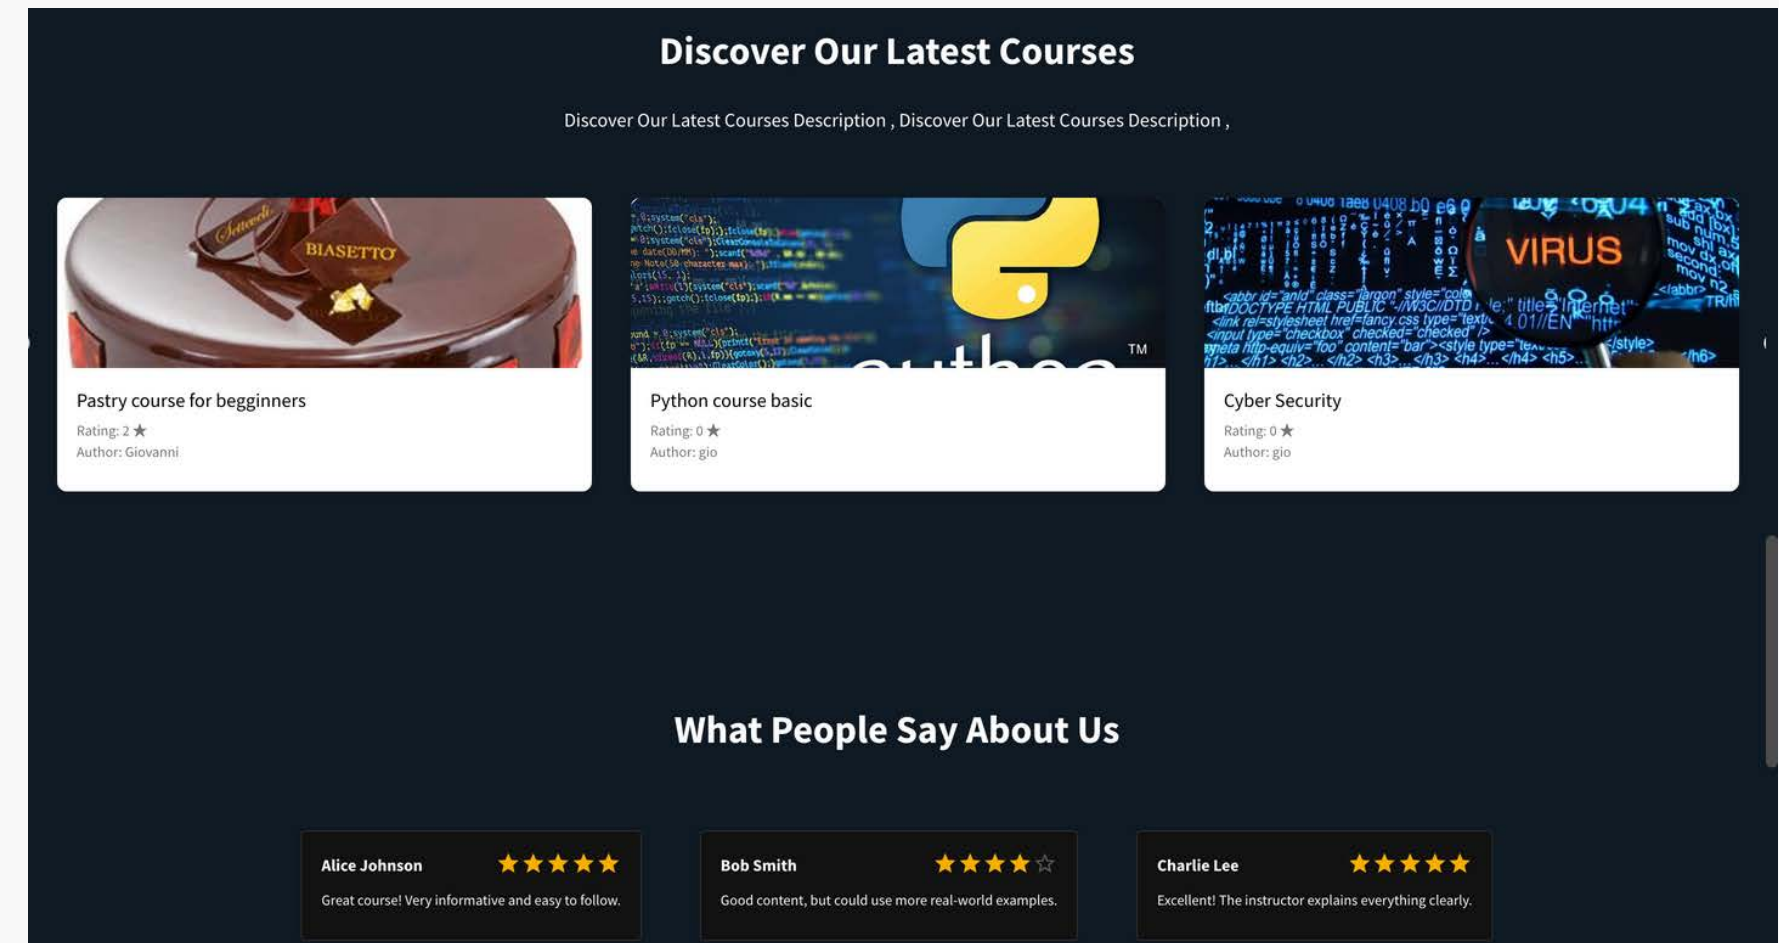 Discover Our Latest Courses
Discover Our Latest Courses Description , Discover Our Latest Courses Description ,
Setteveli
BIASETTO
TM
VIRUS
Pastry course for begginners
Rating: 2 ★
Author: Giovanni
Python course basic
Rating: 0 ★
Author: gio
Cyber Security
Rating: 0 ★
Author: gio
What People Say About Us
Alice Johnson
Great course! Very informative and easy to follow.
Bob Smith
Good content, but could use more real-world examples.
Charlie Lee
Excellent! The instructor explains everything clearly.